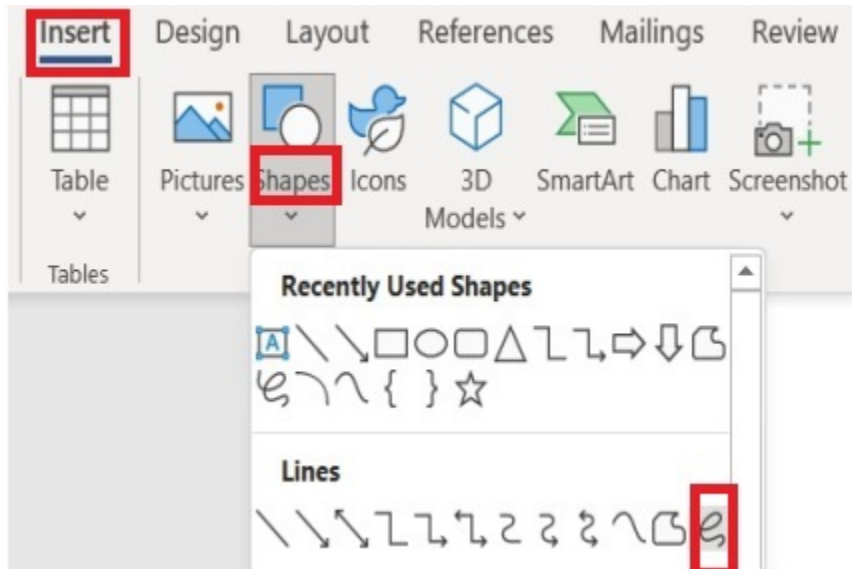 Insert Design Layout References Mailings Review
Table Pictures Shapes Icons 3D Models SmartArt Chart Screenshot
Tables
Recently Used Shapes
A
Lines